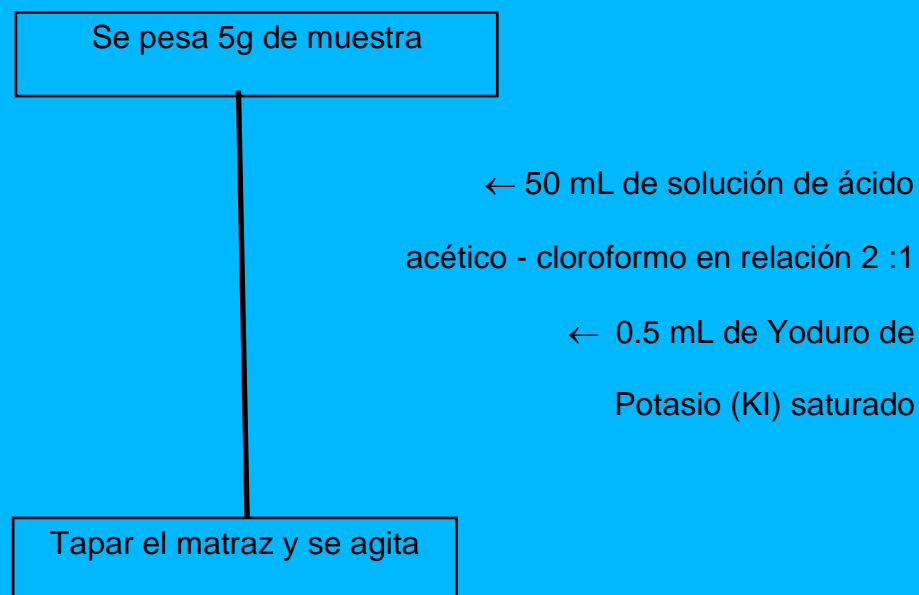 Se pesa 5g de muestra
← 50 mL de solución de ácido
acético - cloroformo en relación 2 :1
← 0.5 mL de Yoduro de
Potasio (KI) saturado
Tapar el matraz y se agita